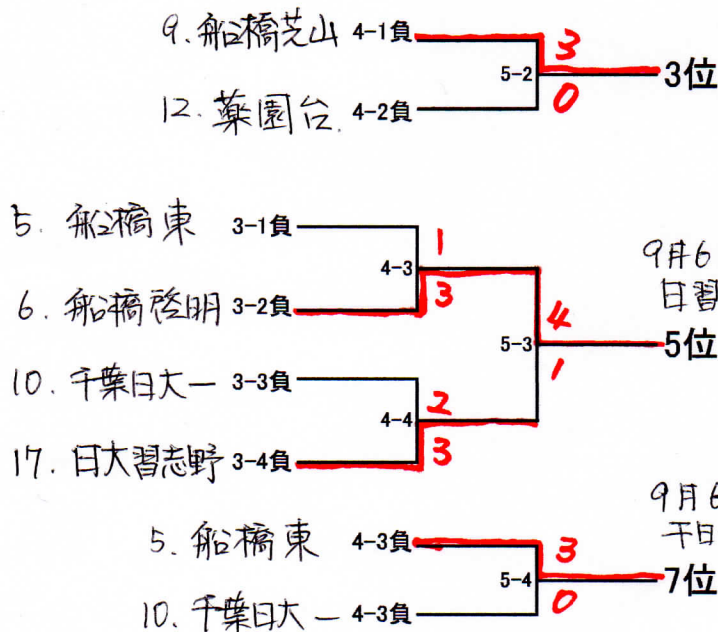 9. 船橋芝山 4-1負 3
5-2 3位
12. 薬園台. 4-2負 0
5. 船橋東 3-1負 1
4-3
6. 船橋啓明 3-2負 3
9月6
日習
4
5-3 5位
1
10. 千葉日大一 3-3負 2
4-4
17. 日大習志野 3-4負 3
9月6
千日
5. 船橋東 4-3負 3
5-4 7位
10. 千葉日大一 4-3負 0